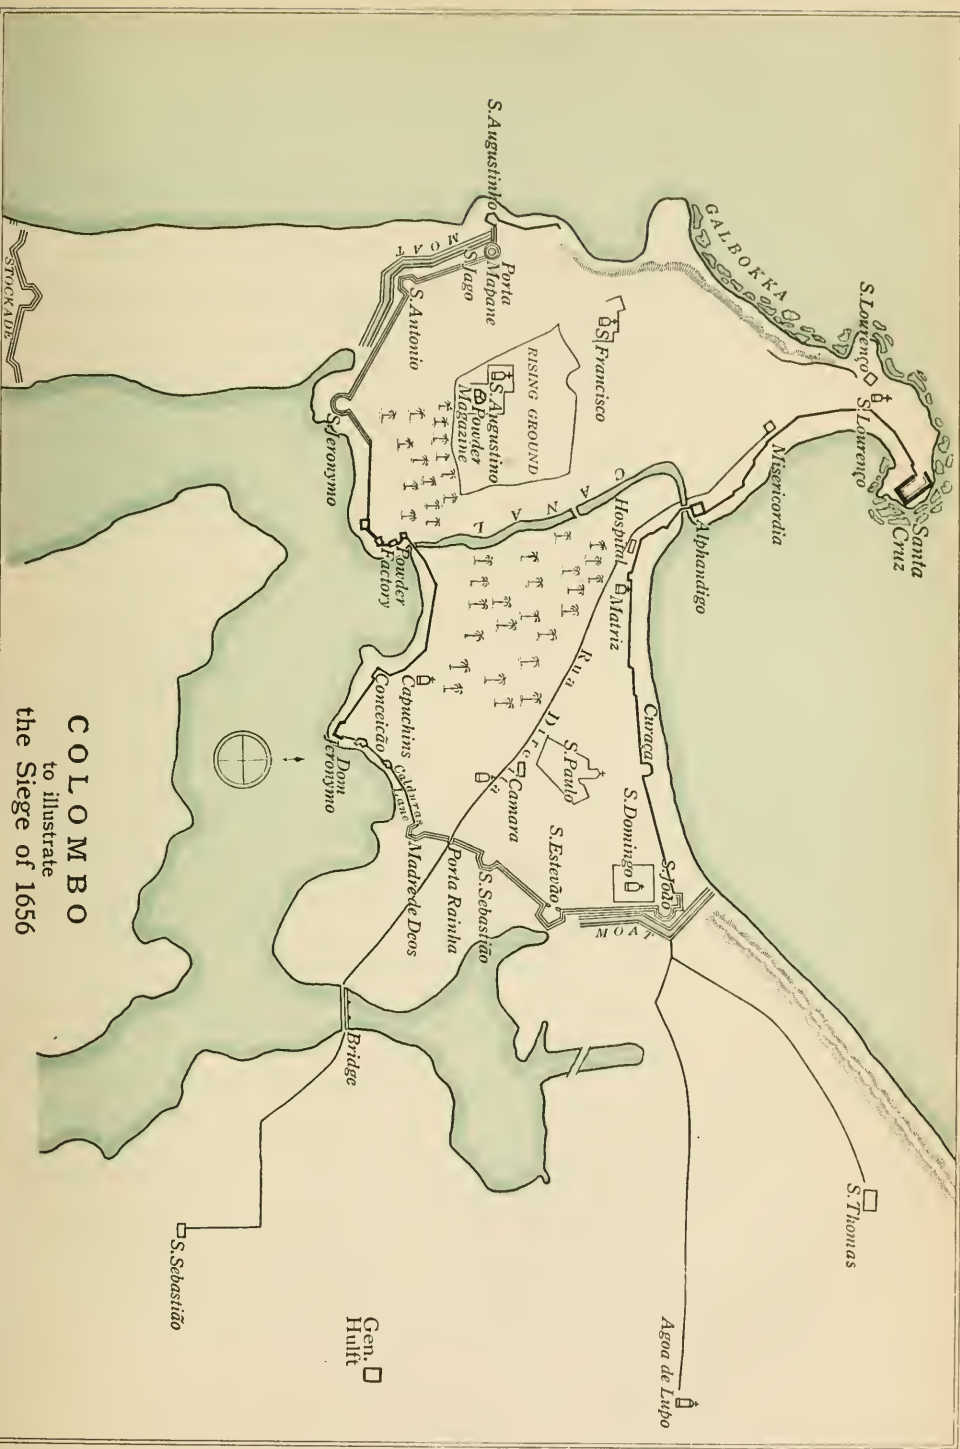 COLOMBO
to illustrate
the Siege of 1656
GALBOKKA
S. Lourenço
S. Lourenço
Santa
Cruz
Misericordia
Alphandigo
S. Francisco
RISING GROUND
S. Augustino
Powder
Magazine
S. Augustinho
Porta
Mapane
S Jago
MOAT
S. Antonio
S. Jeronymo
STOCKADE
CANAL
Hospital
Matriz
Powder
Factory
Rua Direita
Curaça
S. Paulo
Camara
Capuchins
Conceição
Dom
Jeronymo
Lane
S. Domingo
S. João
MOAT
S. Estevão
S. Sebastião
Porta Rainha
Madre de Deos
Bridge
S. Thomas
Agoa de Lupo
S. Sebastião
Gen.
Hulft